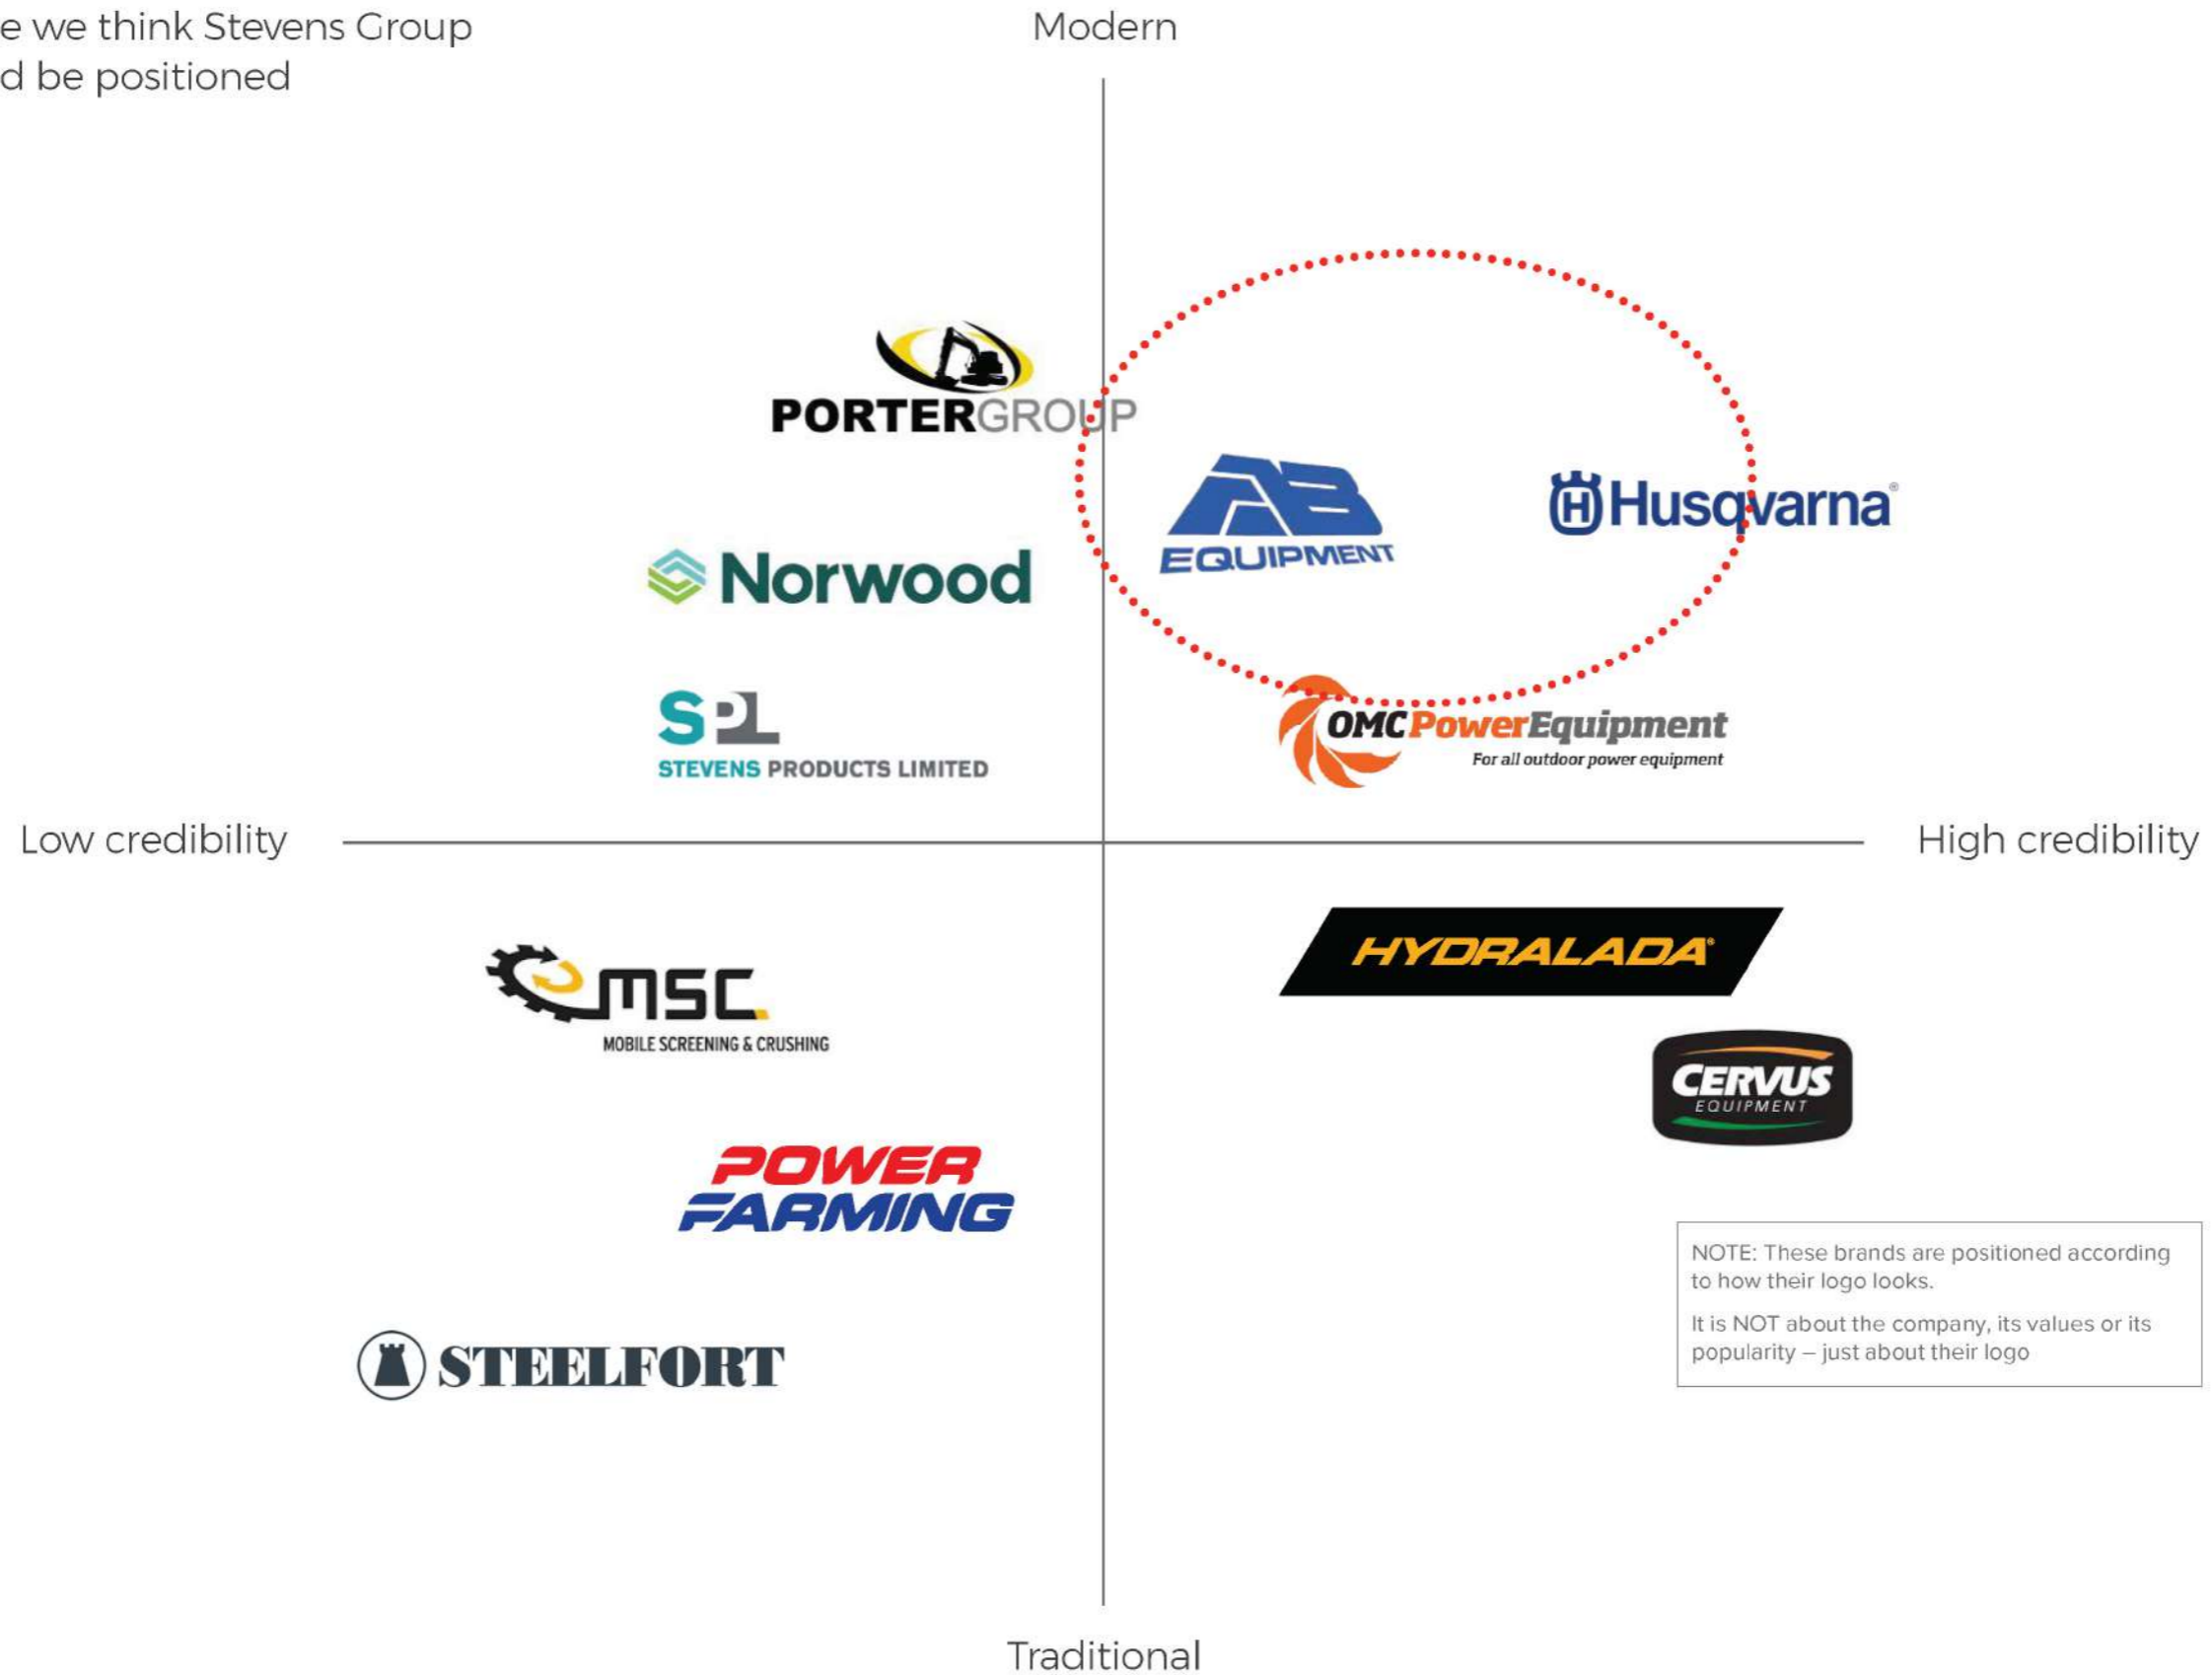 e we think Stevens Group
d be positioned
Modern
PORTERGROUP
AB
EQUIPMENT
H Husqvarna®
Norwood
SPL
STEVENS PRODUCTS LIMITED
OMC PowerEquipment
For all outdoor power equipment
Low credibility
High credibility
HYDRALADA®
msc
MOBILE SCREENING & CRUSHING
CERVUS
EQUIPMENT
POWER
FARMING
NOTE: These brands are positioned according
to how their logo looks.
It is NOT about the company, its values or its
popularity – just about their logo
STEELFORT
Traditional